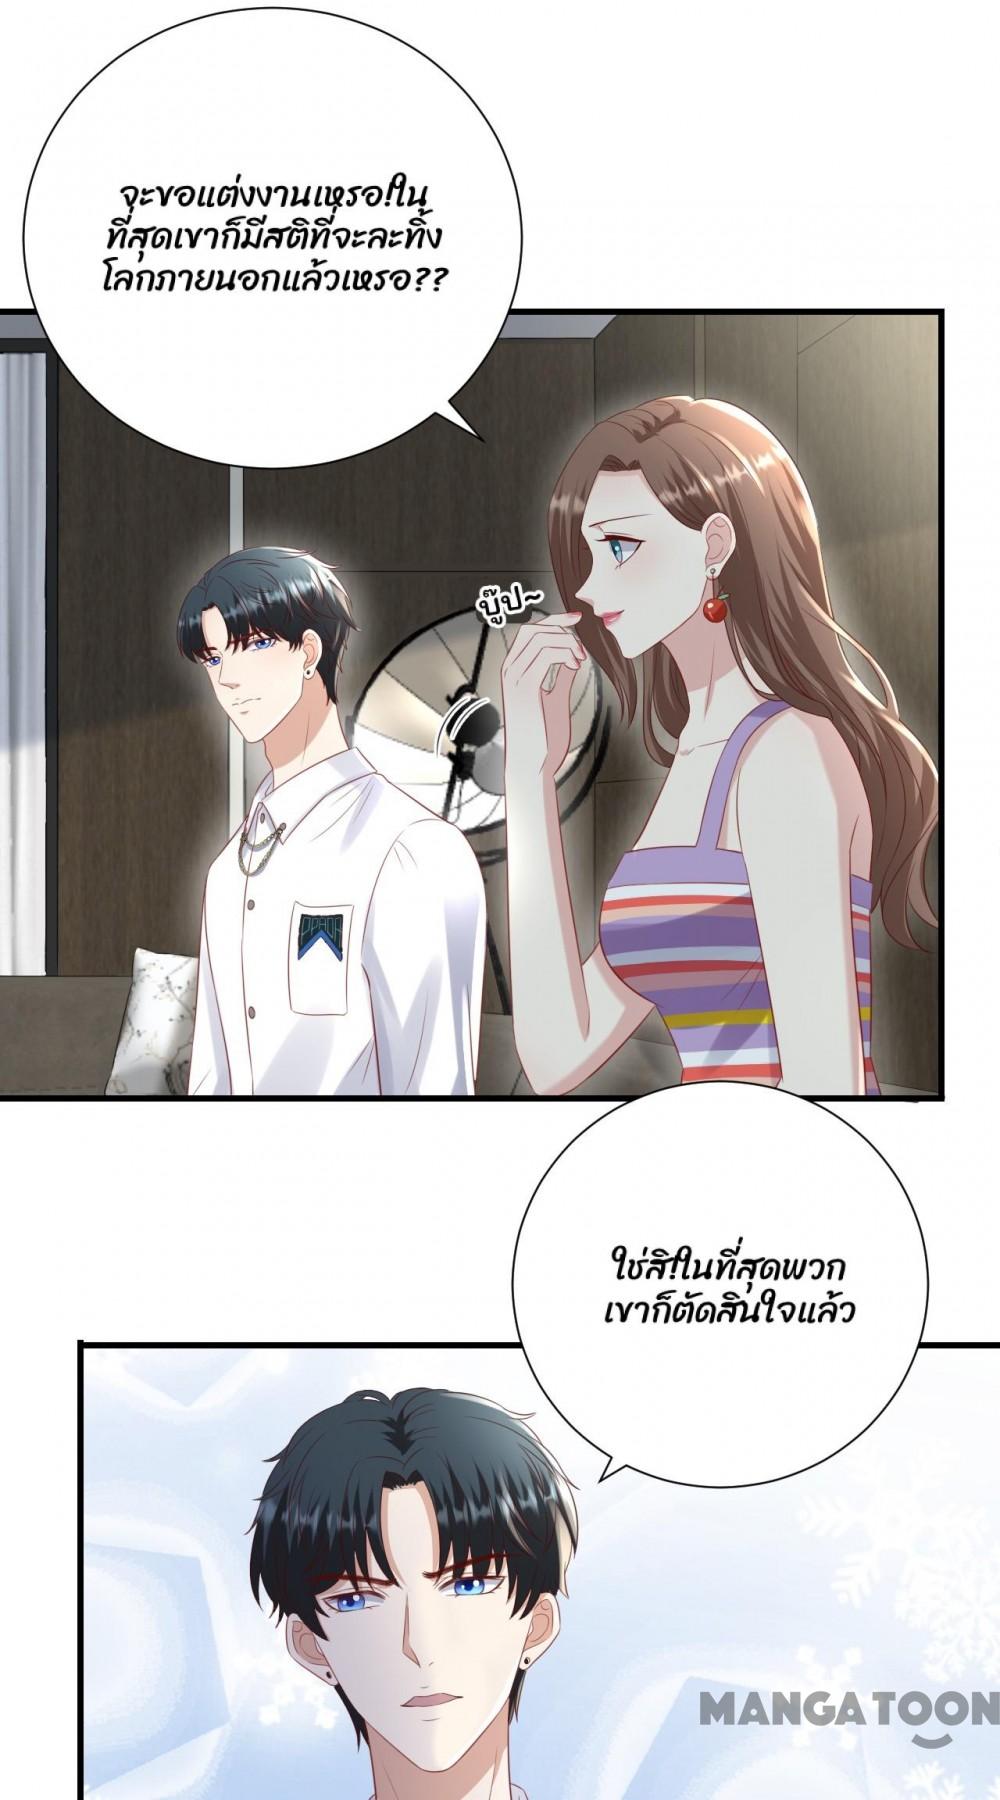 จะขอแต่งงานเหรอ!ใน
ที่สุดเขาก็มีสติที่จะละทิ้ง
โลกภายนอกแล้วเหรอ??
ปู๊ป~
PPHOA
ใช่สิ!ในที่สุดพวก
เขาก็ตัดสินใจแล้ว
MANGATOON